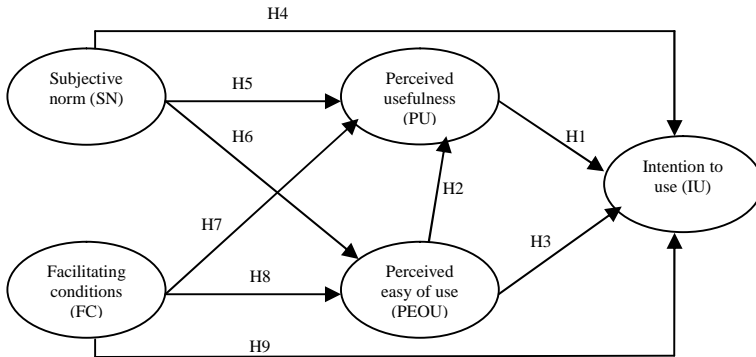 H4
Subjective
norm (SN)
H5
Perceived
usefulness
(PU)
H6
H1
Intention to
use (IU)
H2
H7
H3
Facilitating
conditions
(FC)
H8
Perceived
easy of use
(PEOU)
H9